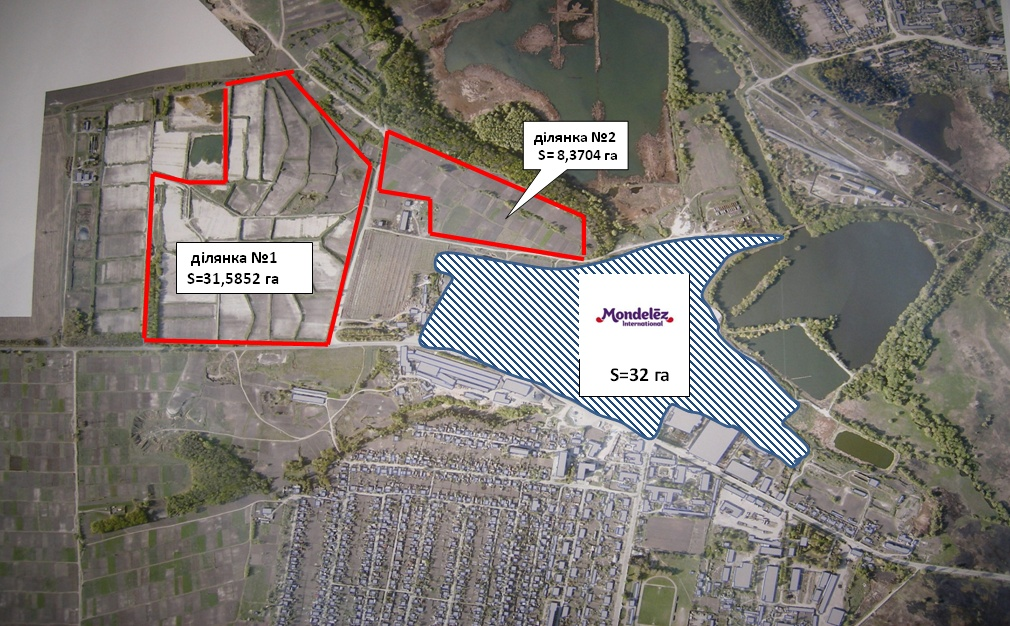 ділянка №2
S= 8,3704 га
ділянка №1
S=31,5852 га
Mondelēz
International
S=32 га